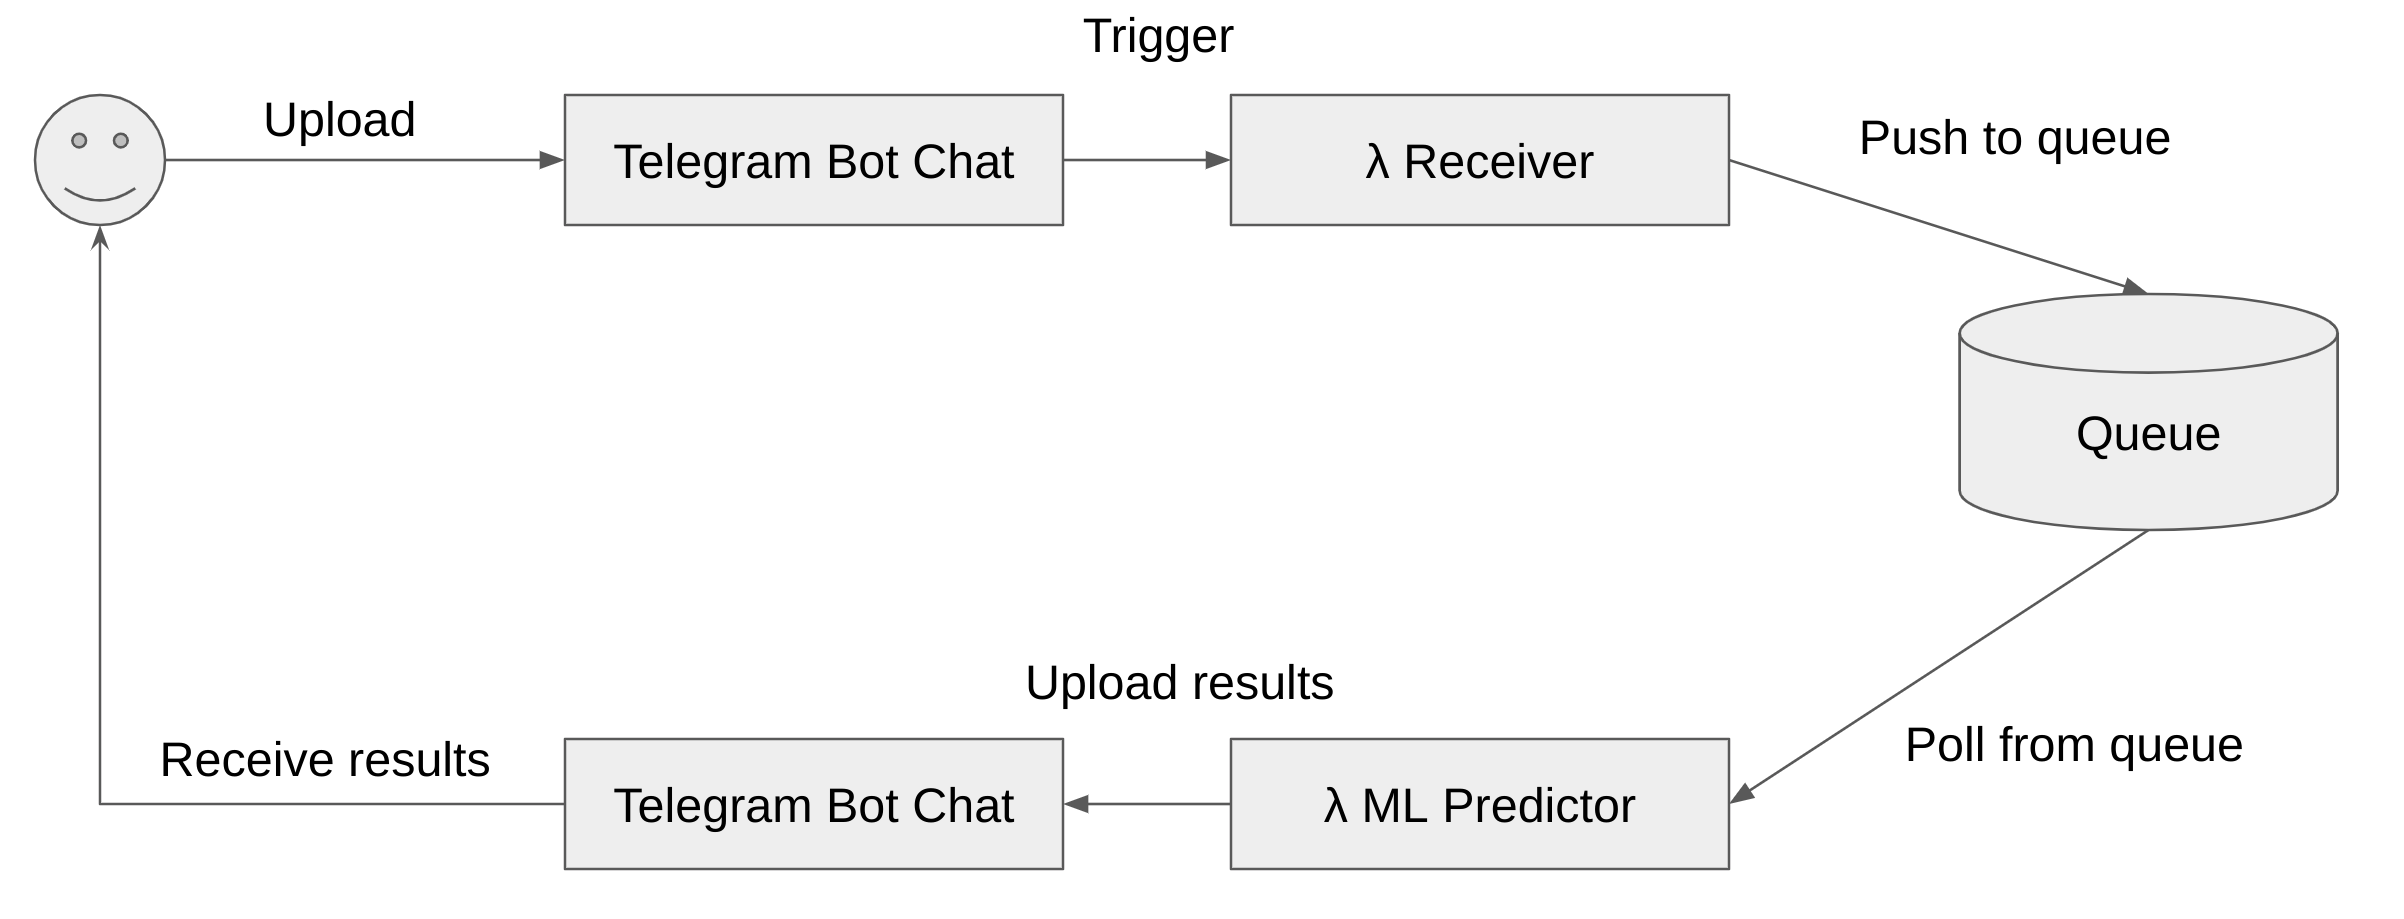 Trigger
Upload
Telegram Bot Chat
λ Receiver
Push to queue
Queue
Upload results
Receive results
Telegram Bot Chat
λ ML Predictor
Poll from queue